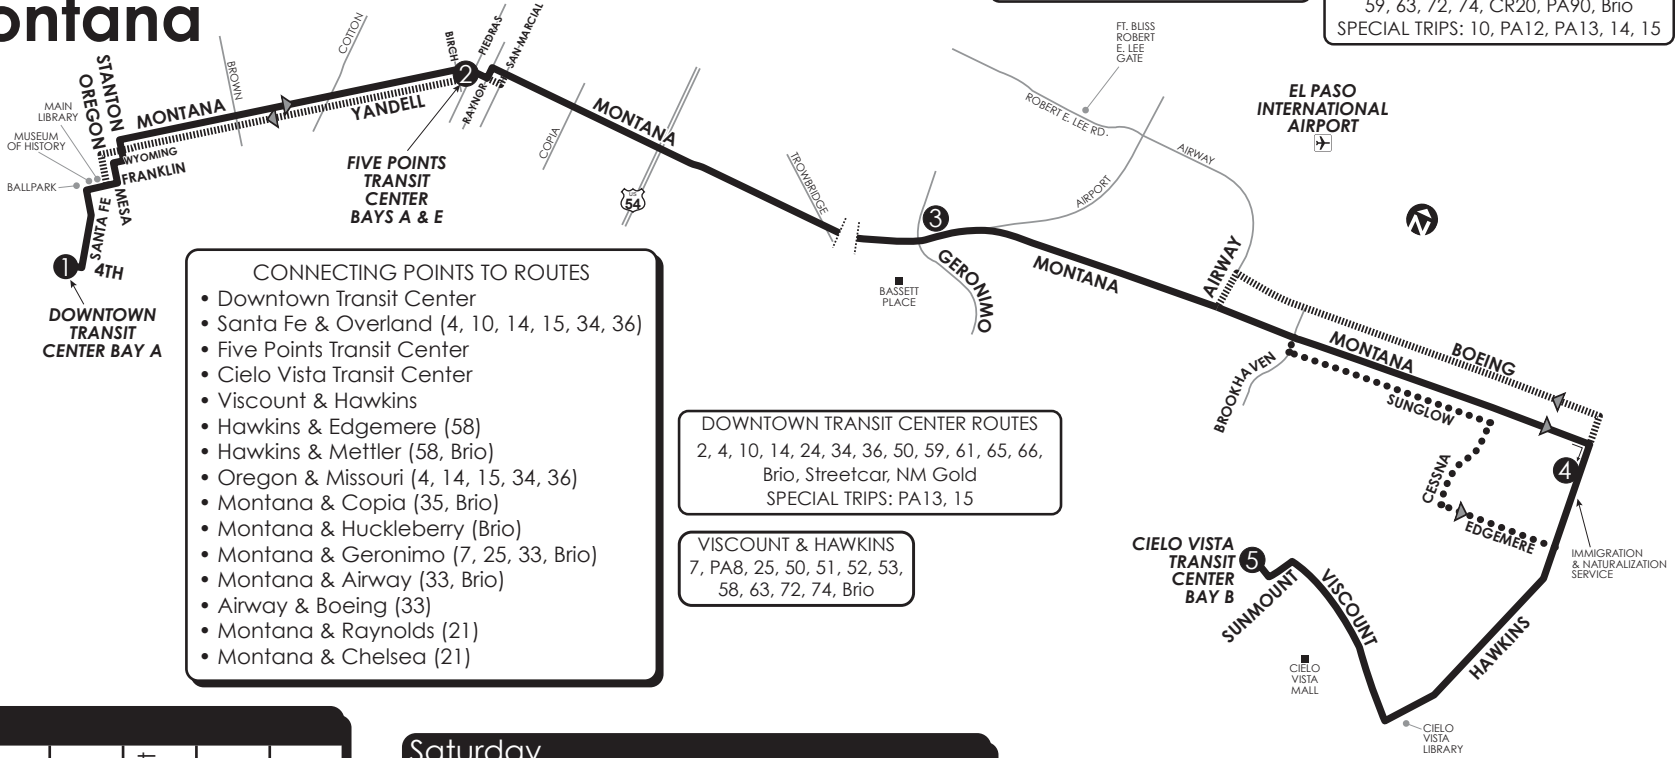 ontana
59, 63, 72, 74, CR20, PA90, Brio
SPECIAL TRIPS: 10, PA12, PA13, 14, 15
FT. BLISS
ROBERT
E. LEE
GATE
EL PASO
INTERNATIONAL
AIRPORT
STANTON
OREGON
MAIN
LIBRARY
MUSEUM
OF HISTORY
BALLPARK
MONTANA
BROWN
COTTON
YANDELL
BIRCH
PIEDRAS
RAYNOR
SAN MARCIAL
WYOMING
FRANKLIN
MESA
SANTA FE
4TH
1
2
DOWNTOWN
TRANSIT
CENTER BAY A
FIVE POINTS
TRANSIT
CENTER
BAYS A & E
COPIA
MONTANA
US
54
TROWBRIDGE
3
GERONIMO
BASSETT
PLACE
ROBERT E. LEE RD.
AIRWAY
AIRPORT
MONTANA
AIRWAY
N
BROOKHAVEN
MONTANA
BOEING
SUNGLOW
CESSNA
EDGEMERE
4
IMMIGRATION
& NATURALIZATION
SERVICE
HAWKINS
CIELO VISTA
TRANSIT
CENTER
BAY B
5
SUNMOUNT
VISCOUNT
CIELO
VISTA
MALL
CIELO
VISTA
LIBRARY
CONNECTING POINTS TO ROUTES
• Downtown Transit Center
• Santa Fe & Overland (4, 10, 14, 15, 34, 36)
• Five Points Transit Center
• Cielo Vista Transit Center
• Viscount & Hawkins
• Hawkins & Edgemere (58)
• Hawkins & Mettler (58, Brio)
• Oregon & Missouri (4, 14, 15, 34, 36)
• Montana & Copia (35, Brio)
• Montana & Huckleberry (Brio)
• Montana & Geronimo (7, 25, 33, Brio)
• Montana & Airway (33, Brio)
• Airway & Boeing (33)
• Montana & Raynolds (21)
• Montana & Chelsea (21)
DOWNTOWN TRANSIT CENTER ROUTES
2, 4, 10, 14, 24, 34, 36, 50, 59, 61, 65, 66,
Brio, Streetcar, NM Gold
SPECIAL TRIPS: PA13, 15
VISCOUNT & HAWKINS
7, PA8, 25, 50, 51, 52, 53,
58, 63, 72, 74, Brio
Saturday